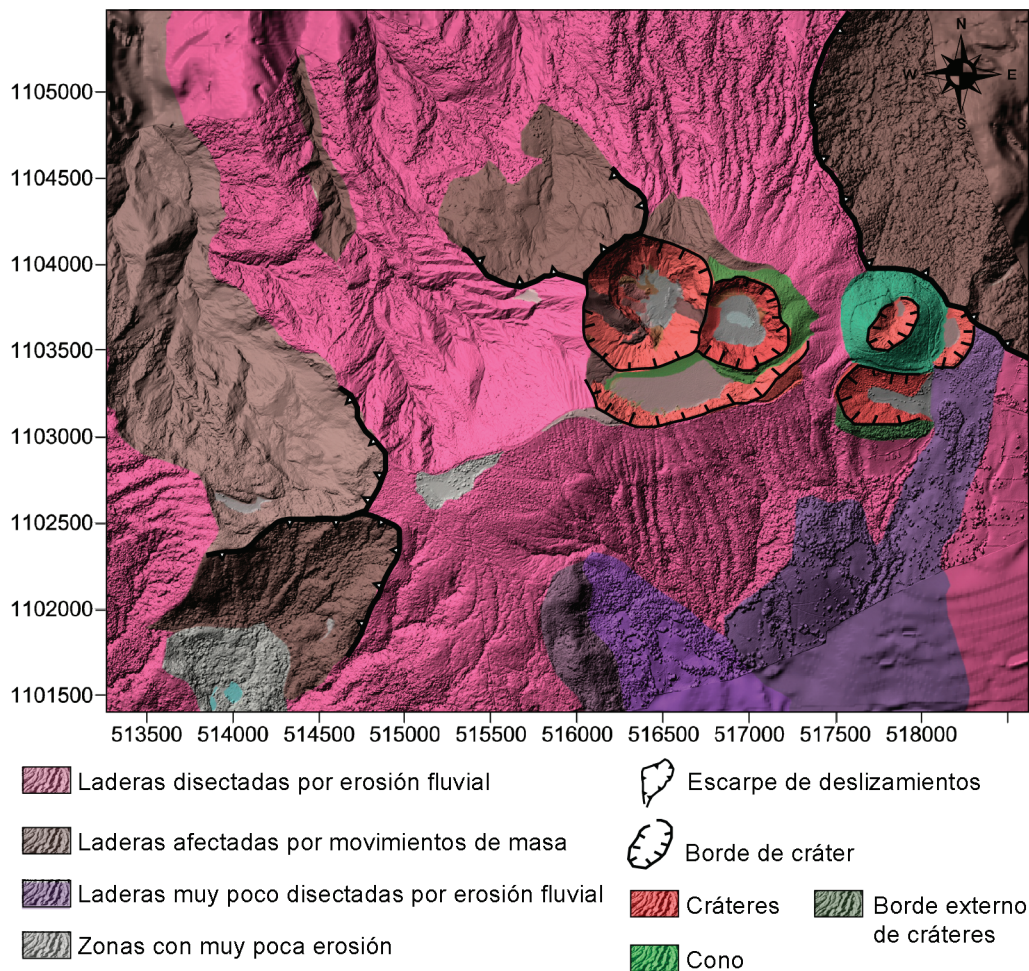 N
W E
S
1105000
1104500
1104000
1103500
1103000
1102500
1102000
1101500
513500 514000 514500 515000 515500 516000 516500 517000 517500 518000
Laderas disectadas por erosión fluvial
Laderas afectadas por movimientos de masa
Laderas muy poco disectadas por erosión fluvial
Zonas con muy poca erosión
Escarpe de deslizamientos
Borde de cráter
Cráteres
Borde externo
de cráteres
Cono